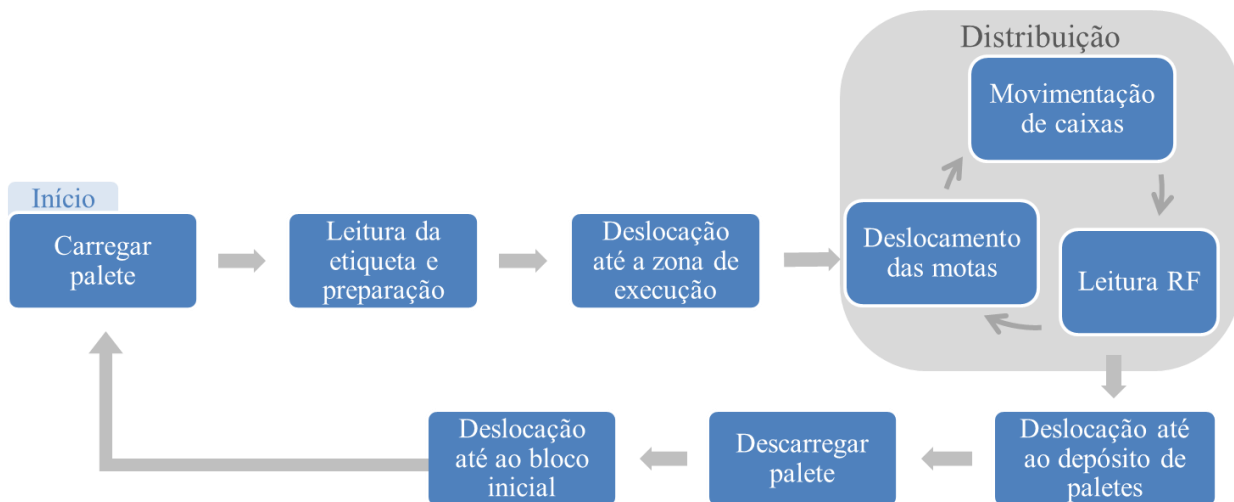 Distribuição
Movimentação
de caixas
Início
Carregar
palete
Leitura da
etiqueta e
preparação
Deslocação
até a zona de
execução
Deslocamento
das motas
Leitura RF
Deslocação
até ao bloco
inicial
Descarregar
palete
Deslocação até
ao depósito de
paletes